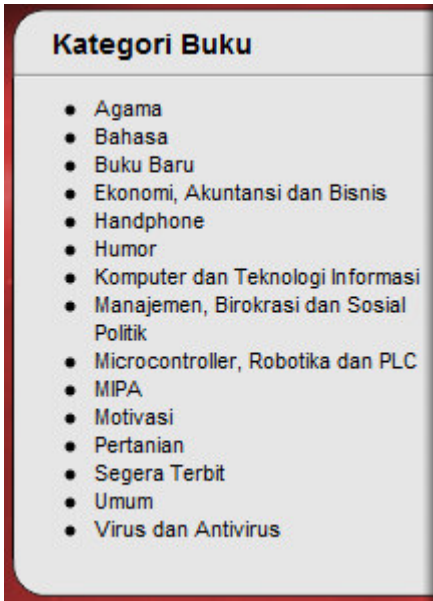 Kategori Buku
Agama
Bahasa
Buku Baru
Ekonomi, Akuntansi dan Bisnis
Handphone
Humor
Komputer dan Teknologi Informasi
Manajemen, Birokrasi dan Sosial
Politik
Microcontroller, Robotika dan PLC
MIPA
Motivasi
Pertanian
Segera Terbit
Umum
Virus dan Antivirus